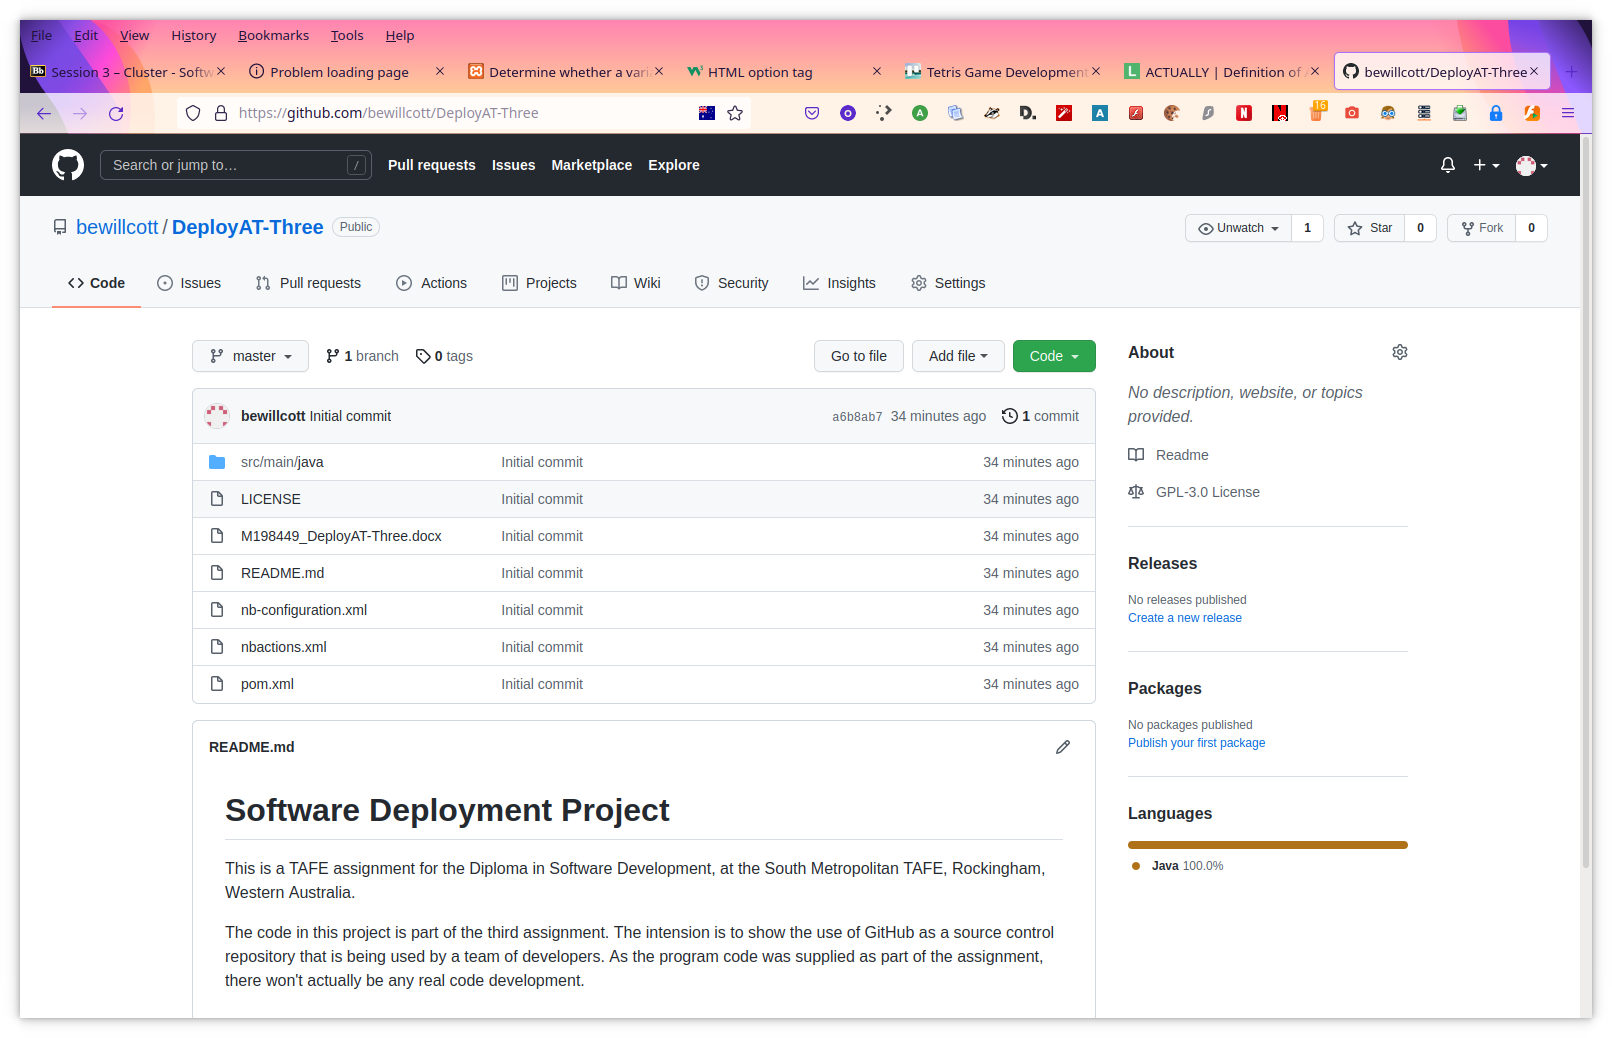 File Edit View History Bookmarks Tools Help
Bb Session 3 – Cluster - Softw Problem loading page Determine whether a vari HTML option tag Tetris Game Development L ACTUALLY | Definition of bewillcott/DeployAT-Three
https://github.com/bewillcott/DeployAT-Three 16
Search or jump to… / Pull requests Issues Marketplace Explore
bewillcott / DeployAT-Three Public Unwatch 1 Star 0 Fork 0
Code Issues Pull requests Actions Projects Wiki Security Insights Settings
master 1 branch 0 tags Go to file Add file Code
bewillcott Initial commit a6b8ab7 34 minutes ago 1 commit
src/main/java Initial commit 34 minutes ago
LICENSE Initial commit 34 minutes ago
M198449_DeployAT-Three.docx Initial commit 34 minutes ago
README.md Initial commit 34 minutes ago
nb-configuration.xml Initial commit 34 minutes ago
nbactions.xml Initial commit 34 minutes ago
pom.xml Initial commit 34 minutes ago
README.md
Software Deployment Project
This is a TAFE assignment for the Diploma in Software Development, at the South Metropolitan TAFE, Rockingham,
Western Australia.
The code in this project is part of the third assignment. The intension is to show the use of GitHub as a source control
repository that is being used by a team of developers. As the program code was supplied as part of the assignment,
there won't actually be any real code development.
About
No description, website, or topics
provided.
Readme
GPL-3.0 License
Releases
No releases published
Create a new release
Packages
No packages published
Publish your first package
Languages
Java 100.0%